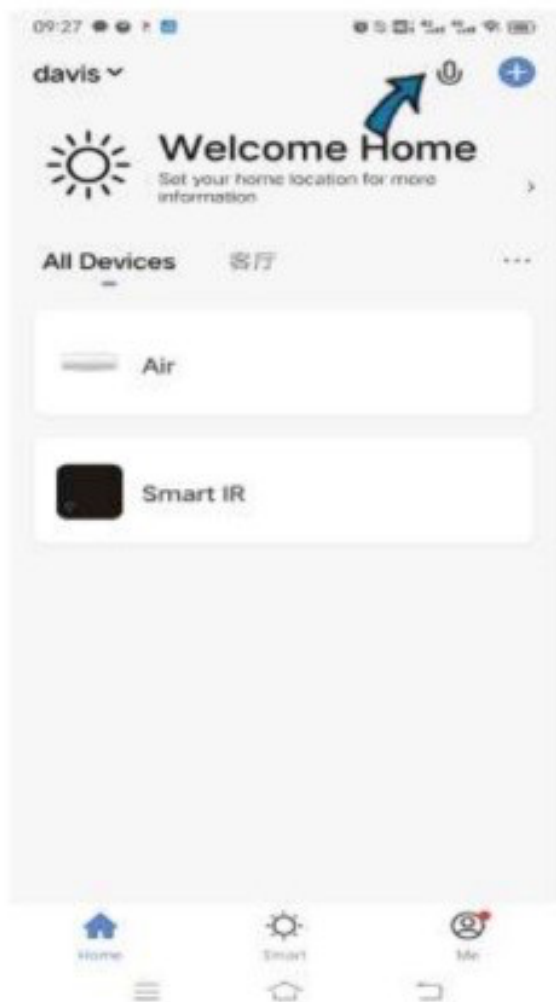 09:27
davis
Welcome Home
Set your home location for more
information
All Devices 客厅
Air
Smart IR
Home Smart Me